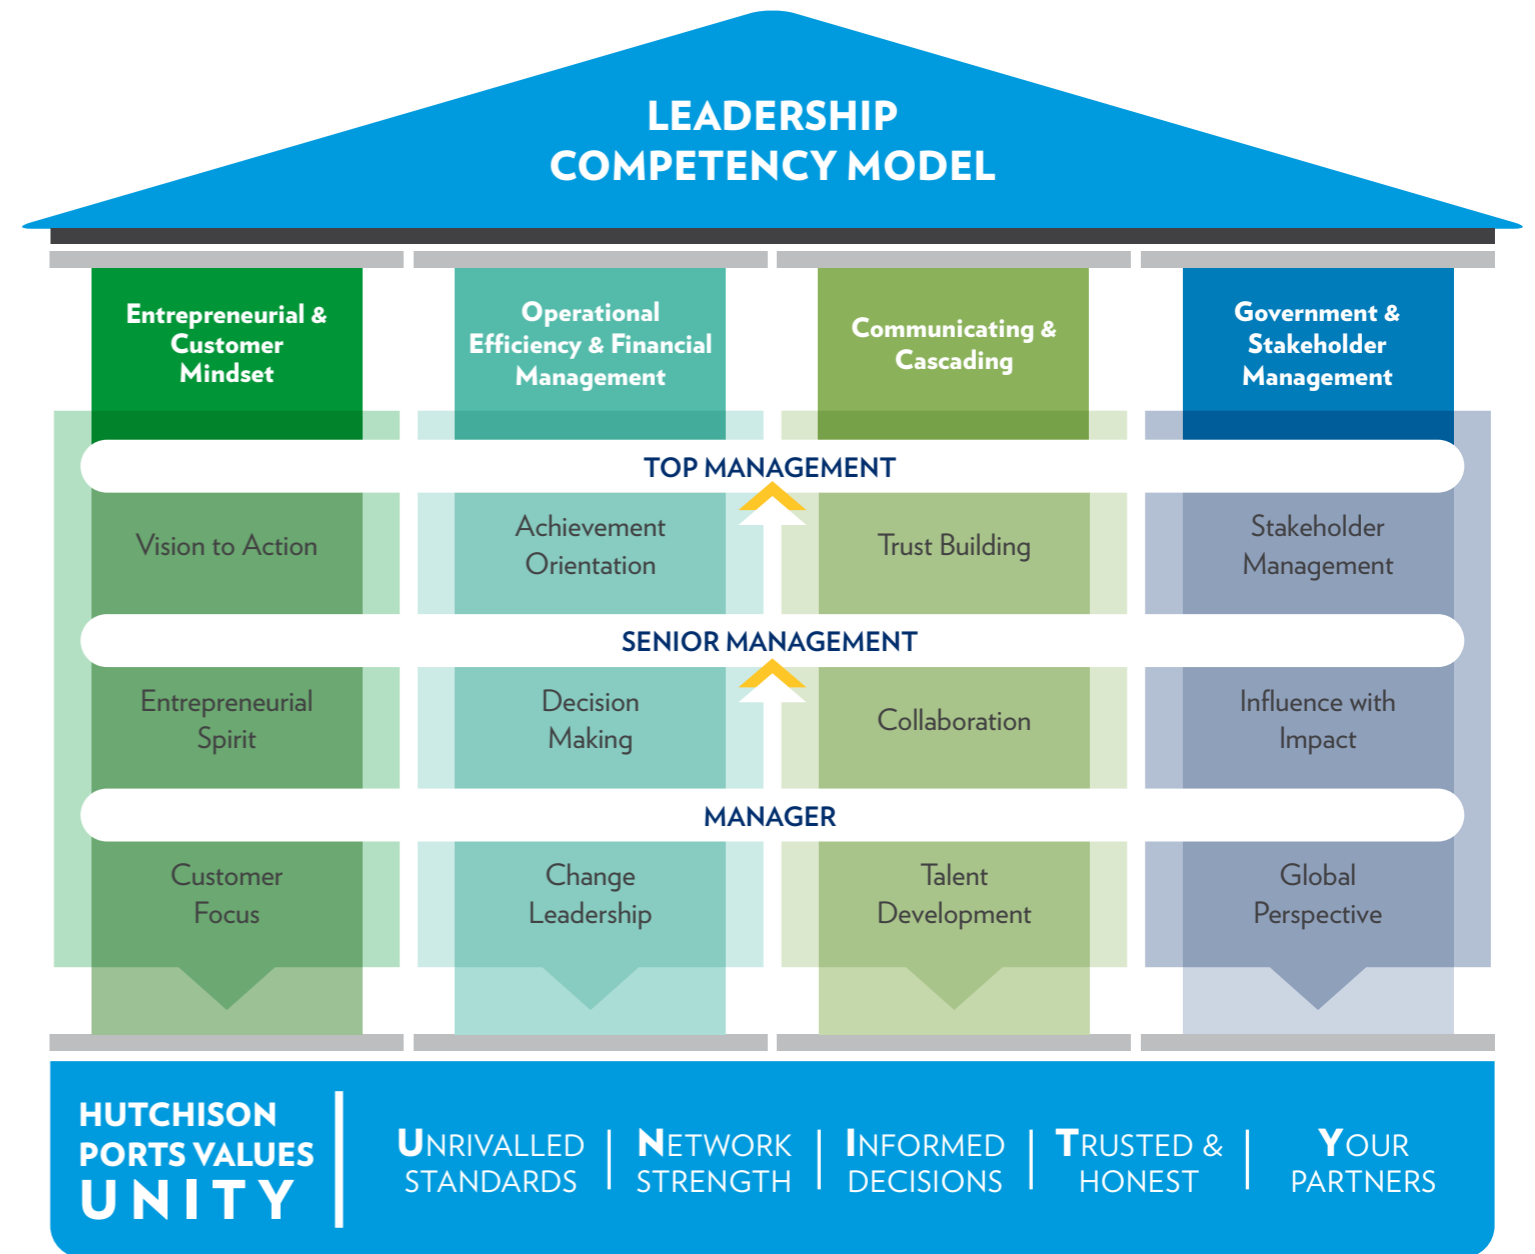 LEADERSHIP
COMPETENCY MODEL
Entrepreneurial &
Customer
Mindset
Operational
Efficiency & Financial
Management
Communicating &
Cascading
Government &
Stakeholder
Management
TOP MANAGEMENT
Vision to Action
Achievement
Orientation
Trust Building
Stakeholder
Management
SENIOR MANAGEMENT
Entrepreneurial
Spirit
Decision
Making
Collaboration
Influence with
Impact
MANAGER
Customer
Focus
Change
Leadership
Talent
Development
Global
Perspective
HUTCHISON
PORTS VALUES
UNITY
UNRIVALLED
STANDARDS
NETWORK
STRENGTH
INFORMED
DECISIONS
TRUSTED &
HONEST
YOUR
PARTNERS